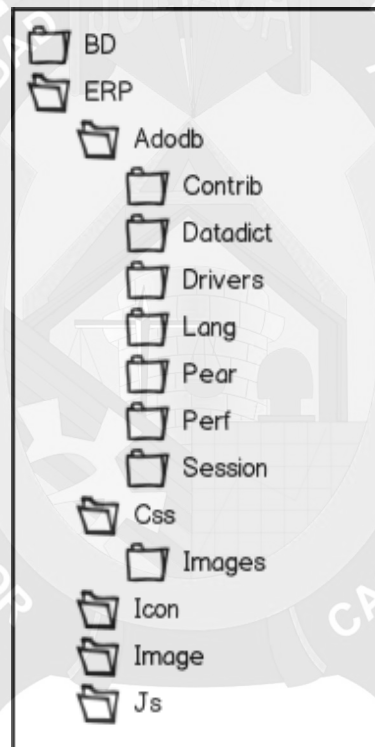 BD
ERP
Adodb
Contrib
Datadict
Drivers
Lang
Pear
Perf
Session
Css
Images
Icon
Image
Js